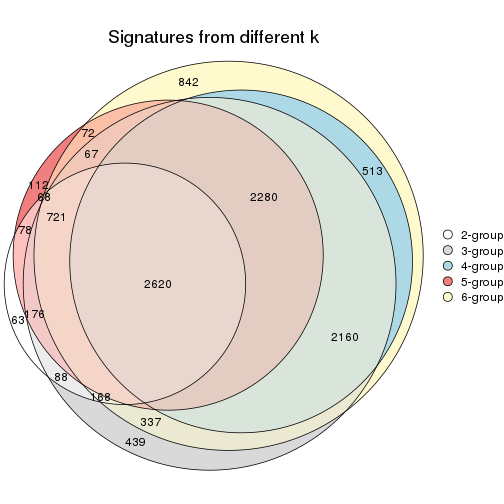 Signatures from different k
842
72
67
513
112
68
2280
721
78
2620
63
176
2160
88
168
337
439
2-group
3-group
4-group
5-group
6-group